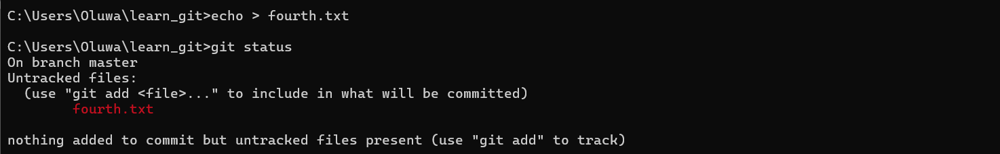 C:\Users\Oluwa\learn_git>echo > fourth.txt
C:\Users\Oluwa\learn_git>git status
On branch master
Untracked files:
  (use "git add <file>..." to include in what will be committed)
        fourth.txt
nothing added to commit but untracked files present (use "git add" to track)